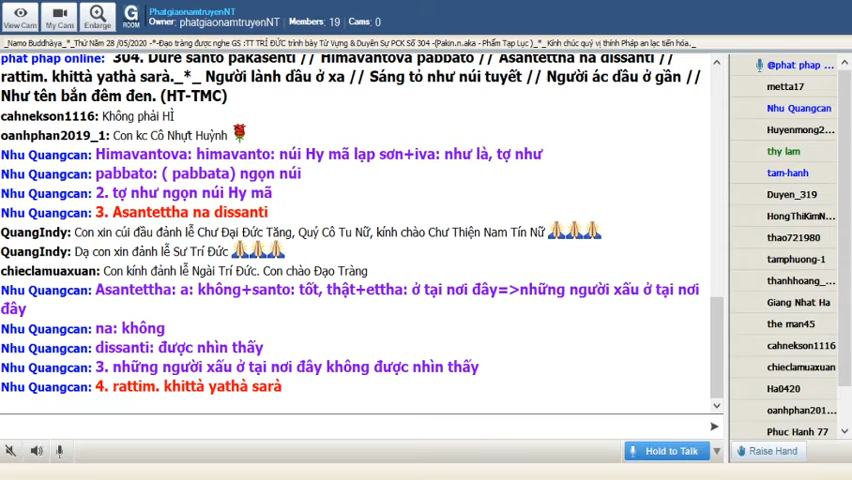 View Cam
My Cam
Enlarge
G ROOM
PhatgiaonamtruyenNT
Owner: phatgiaonamtruyenNT | Members: 19 | Cams: 0
_Namo Buddhàya _*_Thứ Năm 28 /05/2020 -*-Đạo tràng được nghe GS :TT TRÍ ĐỨC trình bày Từ Vựng & Duyên Sự PCK Số 304 -(Pakin.n.aka - Phẩm Tạp Lục )_*_ Kính chúc quý vị thính Pháp an lạc tiến hóa._
phat phap online: 304. Dure santo pakasenti // Himavantova pabbato // Asantettha na dissanti //
rattim. khittà yathà sarà._*_ Người lành dầu ở xa // Sáng tỏ như núi tuyết // Người ác dầu ở gần //
Như tên bắn đêm đen. (HT-TMC)
cahnekson1116: Không phải HÌ
oanhphan2019_1: Con kc Cô Nhựt Huỳnh
Nhu Quangcan: Himavantova: himavanto: núi Hy mã lạp sơn+iva: như là, tợ như
Nhu Quangcan: pabbato: ( pabbata) ngọn núi
Nhu Quangcan: 2. tợ như ngọn núi Hy mã
Nhu Quangcan: 3. Asantettha na dissanti
QuangIndy: Con xin cúi đầu đảnh lễ Chư Đại Đức Tăng, Quý Cô Tu Nữ, kính chào Chư Thiện Nam Tín Nữ
QuangIndy: Dạ con xin đảnh lễ Sư Trí Đức
chieclamuaxuan: Con kính đảnh lễ Ngài Trí Đức. Con chào Đạo Tràng
Nhu Quangcan: Asantettha: a: không+santo: tốt, thật+ettha: ở tại nơi đây=>những người xấu ở tại nơi
đây
Nhu Quangcan: na: không
Nhu Quangcan: dissanti: được nhìn thấy
Nhu Quangcan: 3. những người xấu ở tại nơi đây không được nhìn thấy
Nhu Quangcan: 4. rattim. khittà yathà sarà
@phat phap ...
metta17
Nhu Quangcan
Huyenmong2...
thy lam
tam-hanh
Duyen_319
HongThiKimN...
thao721980
tamphuong-1
thanhhoang_...
Giang Nhat Ha
the man45
cahnekson1116
chieclamuaxuan
Ha0420
oanhphan201...
Phuc Hanh 77
Hold to Talk
Raise Hand